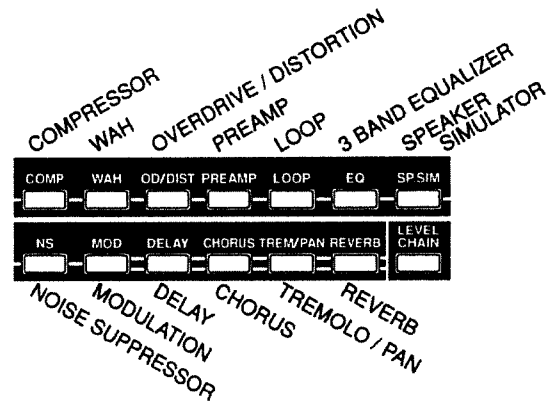 COMPRESSOR
WAH
OVERDRIVE / DISTORTION
PREAMP
LOOP
3 BAND EQUALIZER
SPEAKER
SIMULATOR
COMP WAH OD/DIST PREAMP LOOP EQ SP.SIM
NS MOD DELAY CHORUS TREM/PAN REVERB LEVEL
CHAIN
NOISE SUPPRESSOR
MODULATION
DELAY
CHORUS
TREMOLO / PAN
REVERB